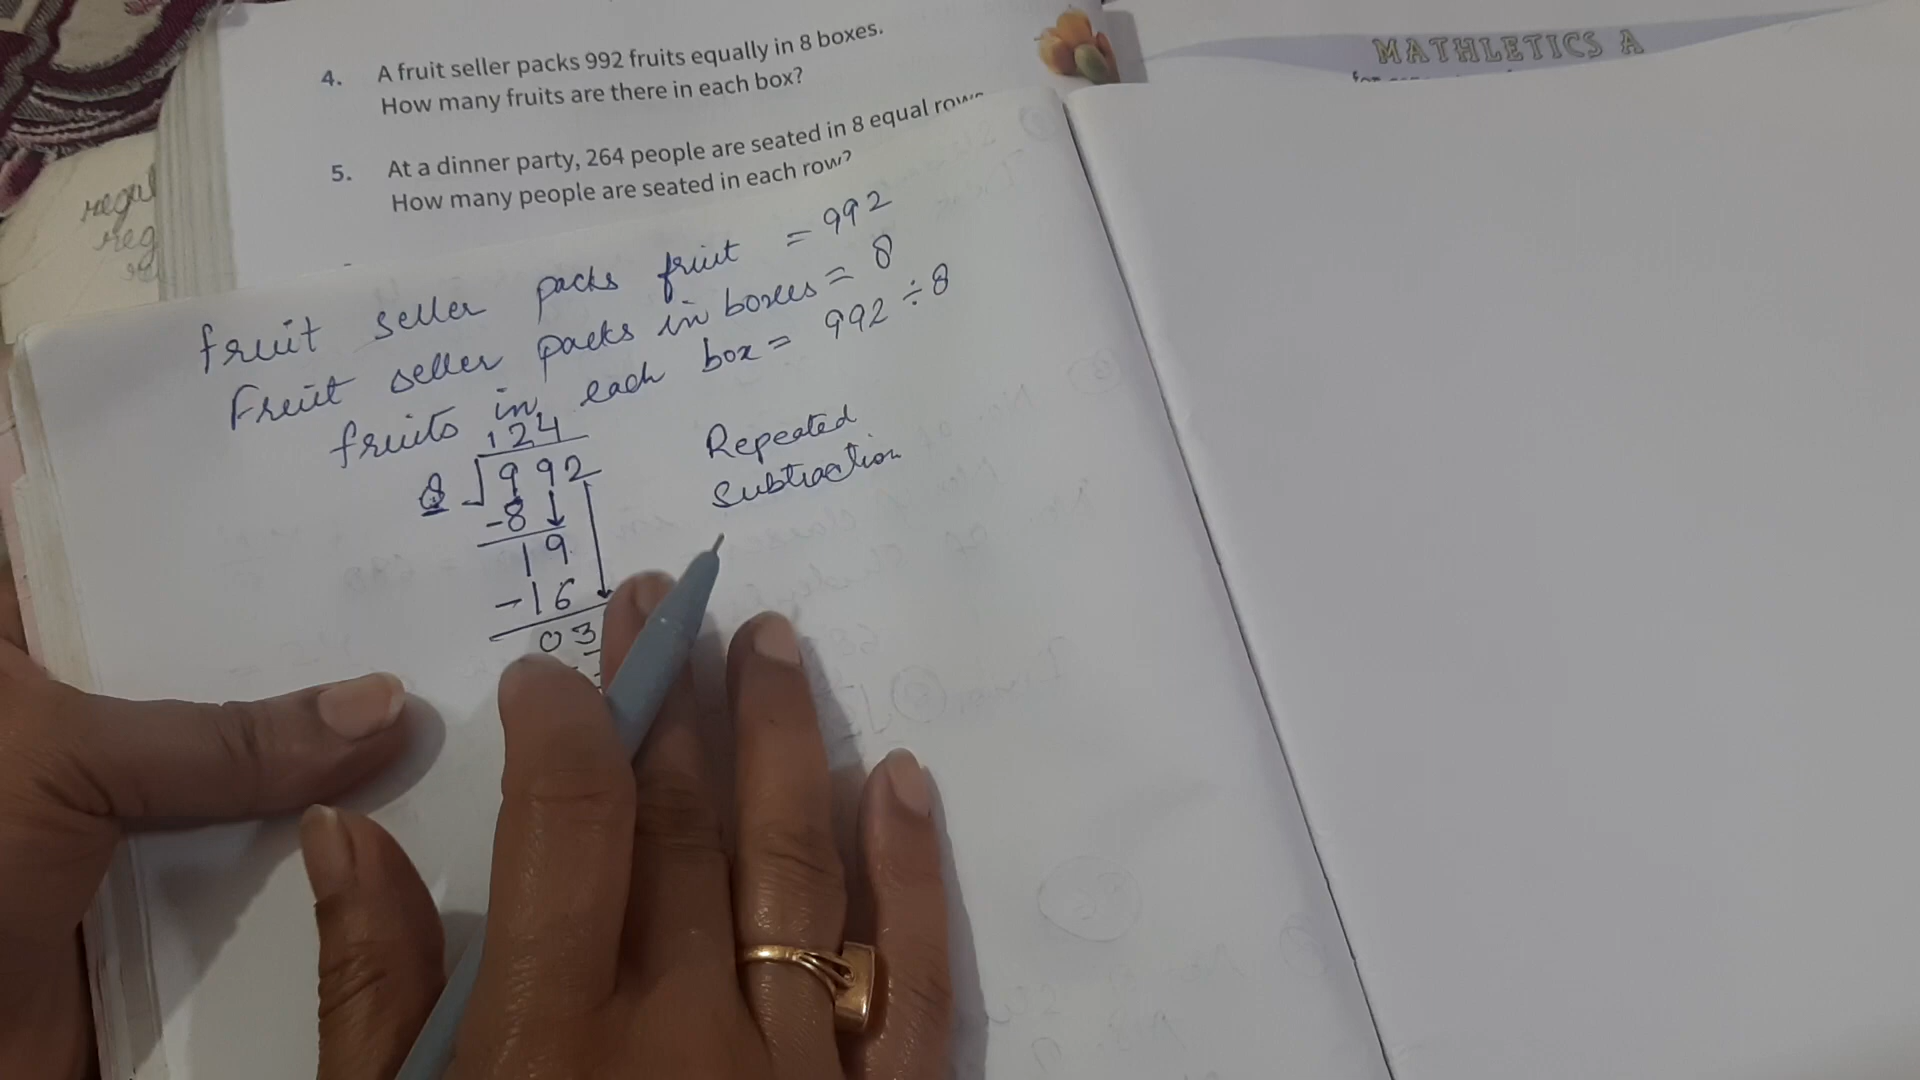 MATHLETICS A
4. A fruit seller packs 992 fruits equally in 8 boxes.
How many fruits are there in each box?
5. At a dinner party, 264 people are seated in 8 equal rows
How many people are seated in each row?
regul
reg
fruit seller packs fruit = 992
Fruit seller packs in boxes = 8
fruits in each box = 992 ÷ 8
124
8 √992
-8
19
-16
03
Repeated
Subtraction